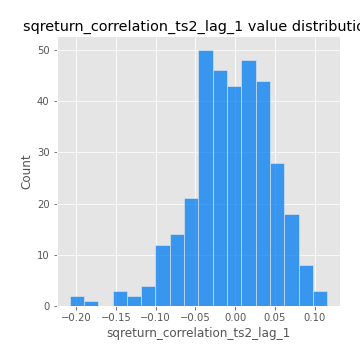 sqreturn_correlation_ts2_lag_1 value distributio
50
40
30
20
10
0
Count
−0.20 −0.15 −0.10 −0.05 0.00 0.05 0.10
sqreturn_correlation_ts2_lag_1